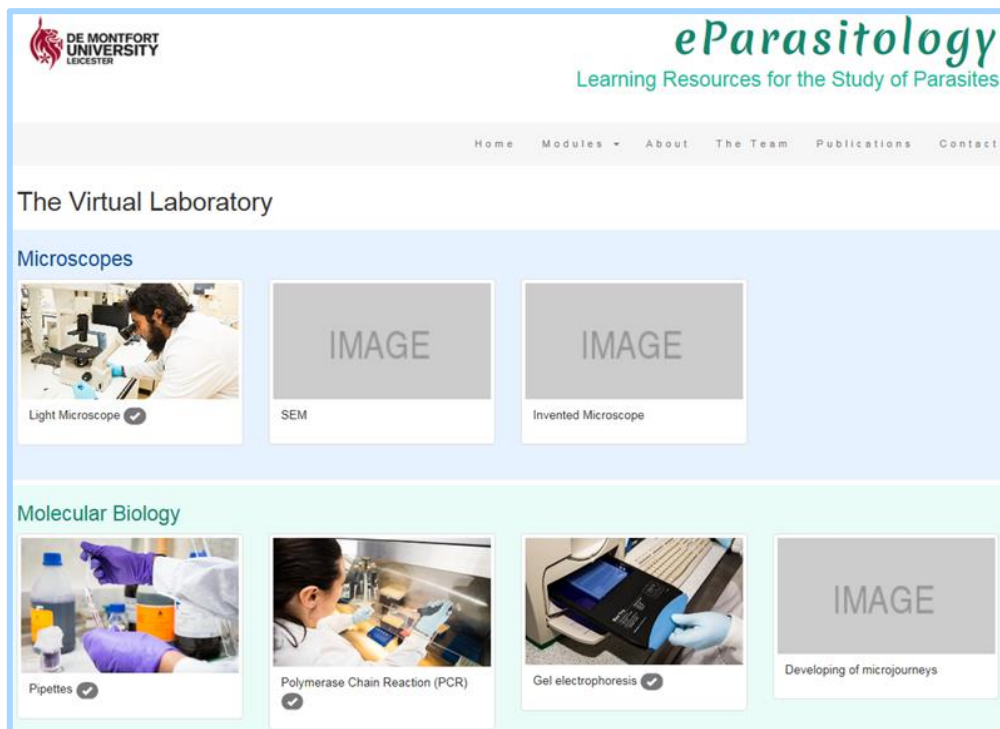 DE MONTFORT
UNIVERSITY
LEICESTER
eParasitology
Learning Resources for the Study of Parasites
Home Modules About The Team Publications Contact
The Virtual Laboratory
Microscopes
IMAGE
IMAGE
Light Microscope
SEM
Invented Microscope
Molecular Biology
IMAGE
Pipettes
Polymerase Chain Reaction (PCR)
Gel electrophoresis
Developing of microjourneys